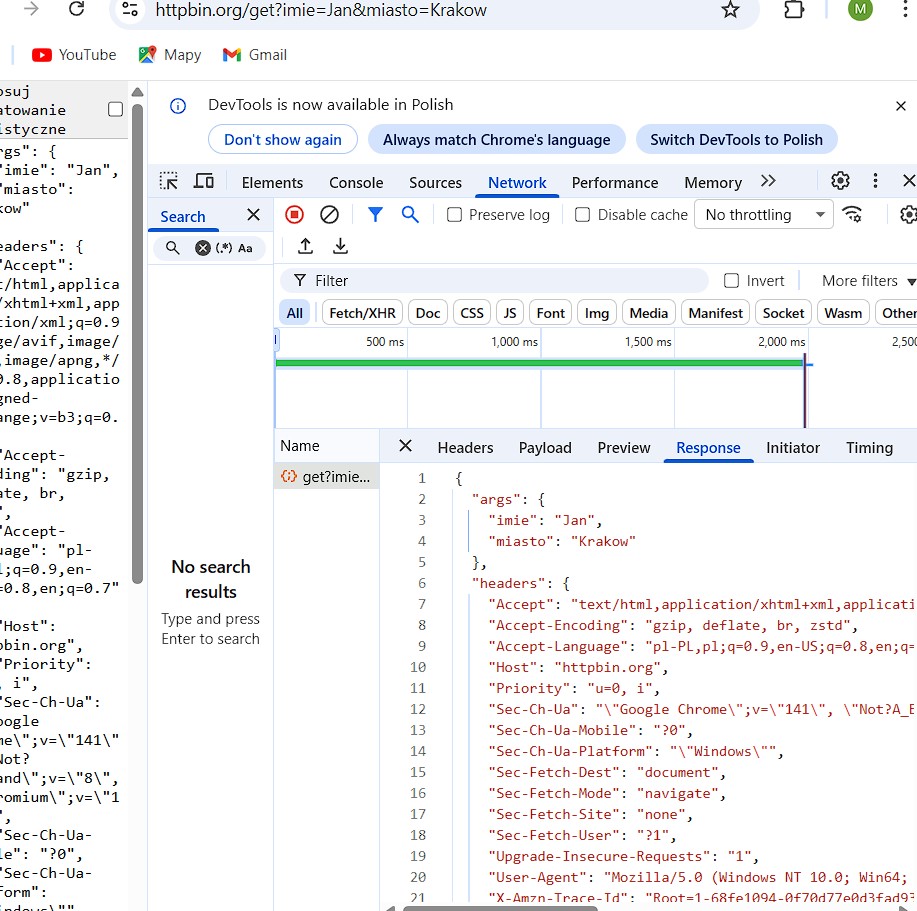 httpbin.org/get?imie=Jan&miasto=Krakow
M
YouTube
Mapy
Gmail
osuj
atowanie
istyczne
rgs": {
"imie": "Jan",
"miasto":
kow"
eaders": {
"Accept":
t/html,applica
/xhtml+xml,app
tion/xml;q=0.9
ge/avif,image/
,image/apng,*/
0.8,applicatio
gned-
ange;v=b3;q=0.
"Accept-
ding": "gzip,
ate, br,
",
"Accept-
uage": "pl-
l;q=0.9,en-
=0.8,en;q=0.7"
"Host":
pbin.org",
"Priority":
, i",
"Sec-Ch-Ua":
oogle
me\";v=\"141\"
Not?
and\";v=\"8\",
romium\";v=\"1
",
"Sec-Ch-Ua-
le": "?0",
"Sec-Ch-Ua-
form":
indows\""
DevTools is now available in Polish
Don't show again
Always match Chrome's language
Switch DevTools to Polish
Elements
Console
Sources
Network
Performance
Memory
Search
(.*)
Aa
No search
results
Type and press
Enter to search
Preserve log
Disable cache
No throttling
Filter
Invert
More filters
All
Fetch/XHR
Doc
CSS
JS
Font
Img
Media
Manifest
Socket
Wasm
Other
500 ms
1,000 ms
1,500 ms
2,000 ms
2,500
Name
get?imie...
Headers
Payload
Preview
Response
Initiator
Timing
1 {
2 "args": {
3 "imie": "Jan",
4 "miasto": "Krakow"
5 },
6 "headers": {
7 "Accept": "text/html,application/xhtml+xml,applicati
8 "Accept-Encoding": "gzip, deflate, br, zstd",
9 "Accept-Language": "pl-PL,pl;q=0.9,en-US;q=0.8,en;q=
10 "Host": "httpbin.org",
11 "Priority": "u=0, i",
12 "Sec-Ch-Ua": "\"Google Chrome\";v=\"141\", \"Not?A_B
13 "Sec-Ch-Ua-Mobile": "?0",
14 "Sec-Ch-Ua-Platform": "\"Windows\"",
15 "Sec-Fetch-Dest": "document",
16 "Sec-Fetch-Mode": "navigate",
17 "Sec-Fetch-Site": "none",
18 "Sec-Fetch-User": "?1",
19 "Upgrade-Insecure-Requests": "1",
20 "User-Agent": "Mozilla/5.0 (Windows NT 10.0; Win64;
21 "X-Amzn-Trace-Id": "Root=1-68fe1094-0f70d77e0d3fad93